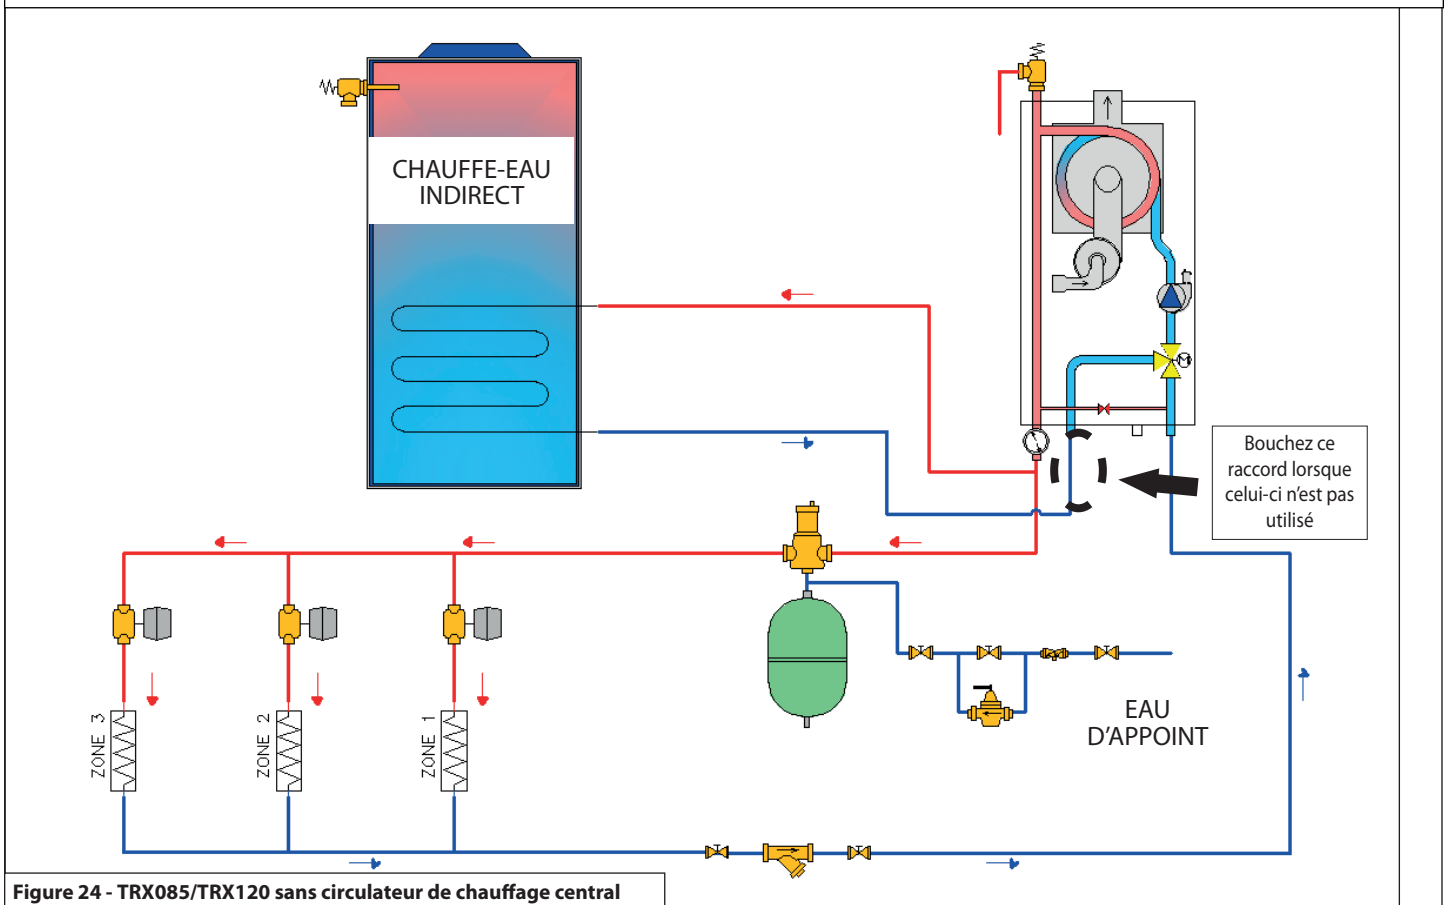 CHAUFFE-EAU
INDIRECT
M
Bouchez ce
raccord lorsque
celui-ci n'est pas
utilisé
ZONE 3
ZONE 2
ZONE 1
EAU
D'APPOINT
Figure 24 - TRX085/TRX120 sans circulateur de chauffage central